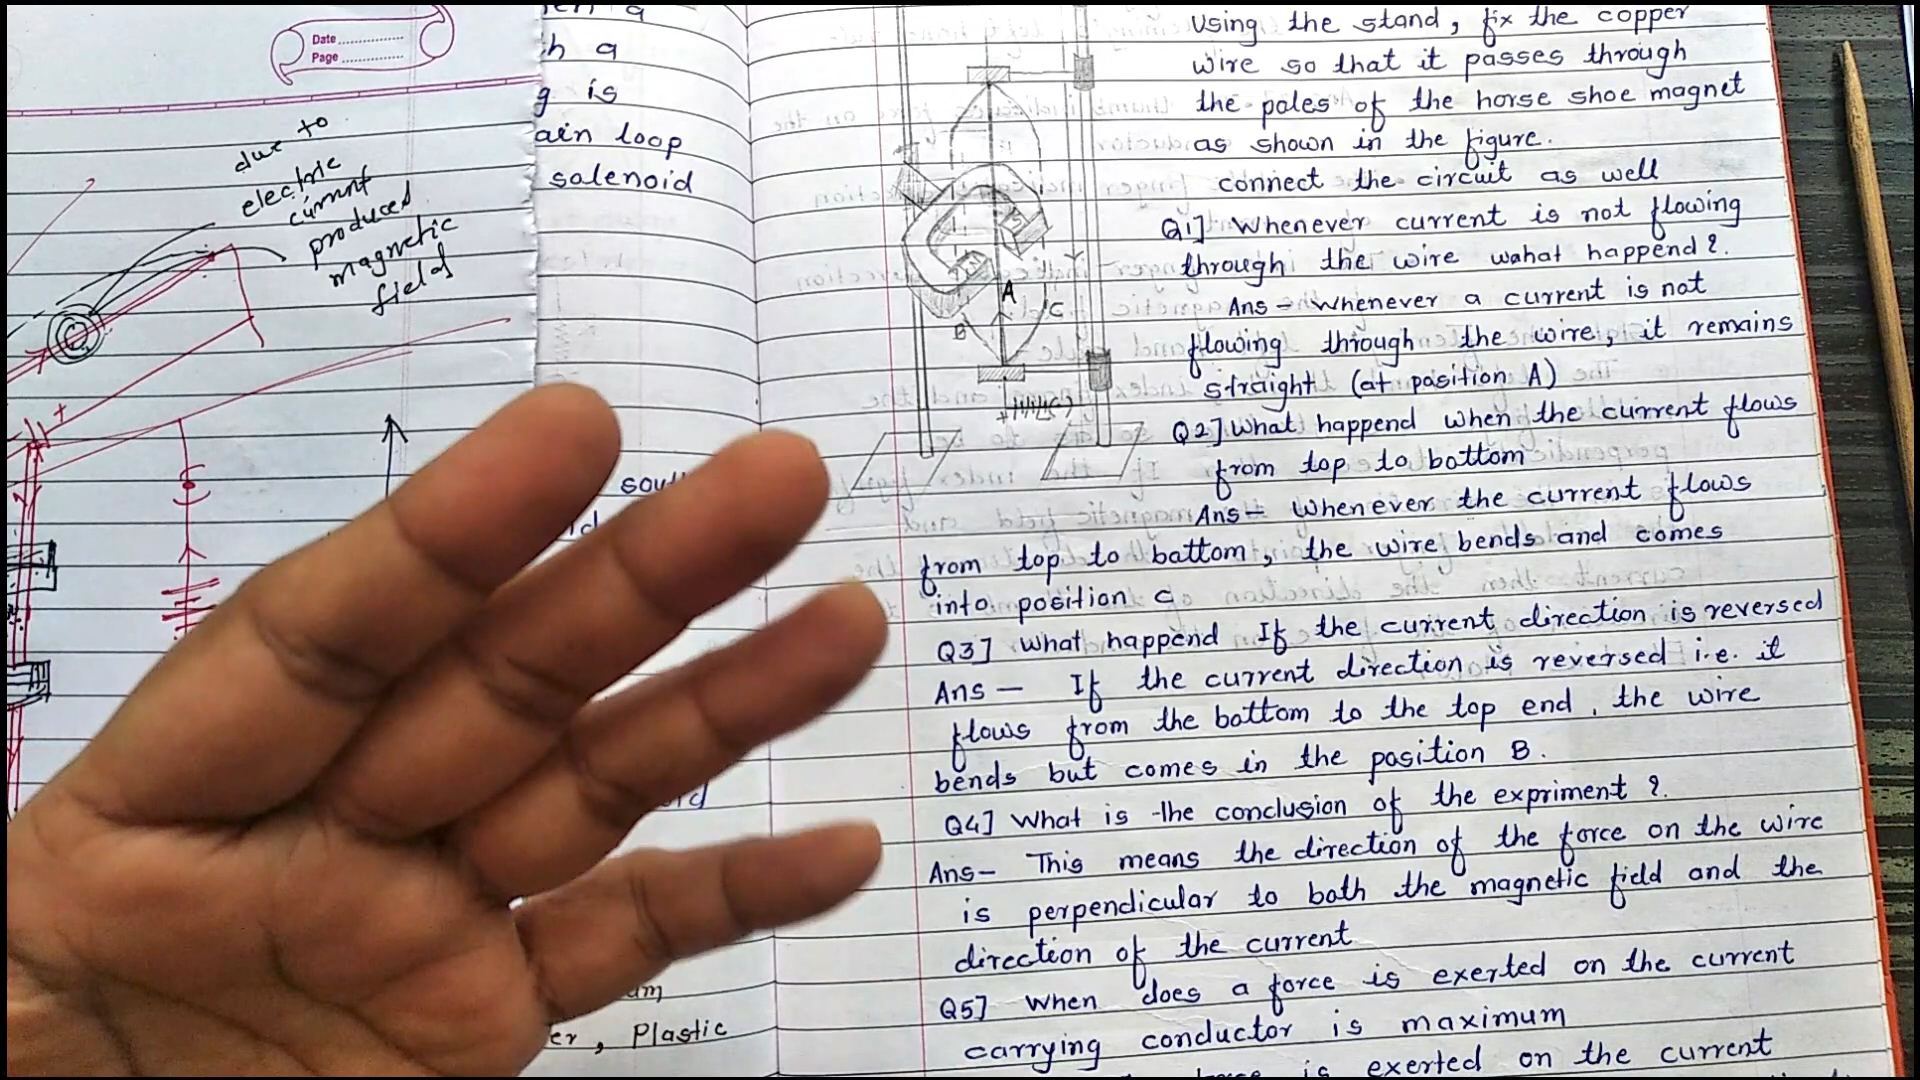 Date
Page
due to
electric
current
produced
magnetic
field
h a
g is
ain loop
solenoid
er, Plastic
A
B
C
Using the stand, fix the copper
wire so that it passes through
the poles of the horse shoe magnet
as shown in the figure.
connect the circuit as well
Q1] Whenever current is not flowing
through the wire wahat happend?
Ans - Whenever a current is not
flowing through the wire, it remains
straight (at position A)
Q2] What happend when the current flows
from top to bottom
Ans - Whenever the current flows
from top to battom, the wire bends and comes
into position C
Q3] What happend If the current direction is reversed
Ans - If the current direction is reversed i.e. it
flows from the bottom to the top end, the wire
bends but comes in the position B.
Q4] What is the conclusion of the expriment?
Ans- This means the direction of the force on the wire
is perpendicular to both the magnetic field and the
direction of the current
Q5] When does a force is exerted on the current
carrying conductor is maximum
is exerted on the current